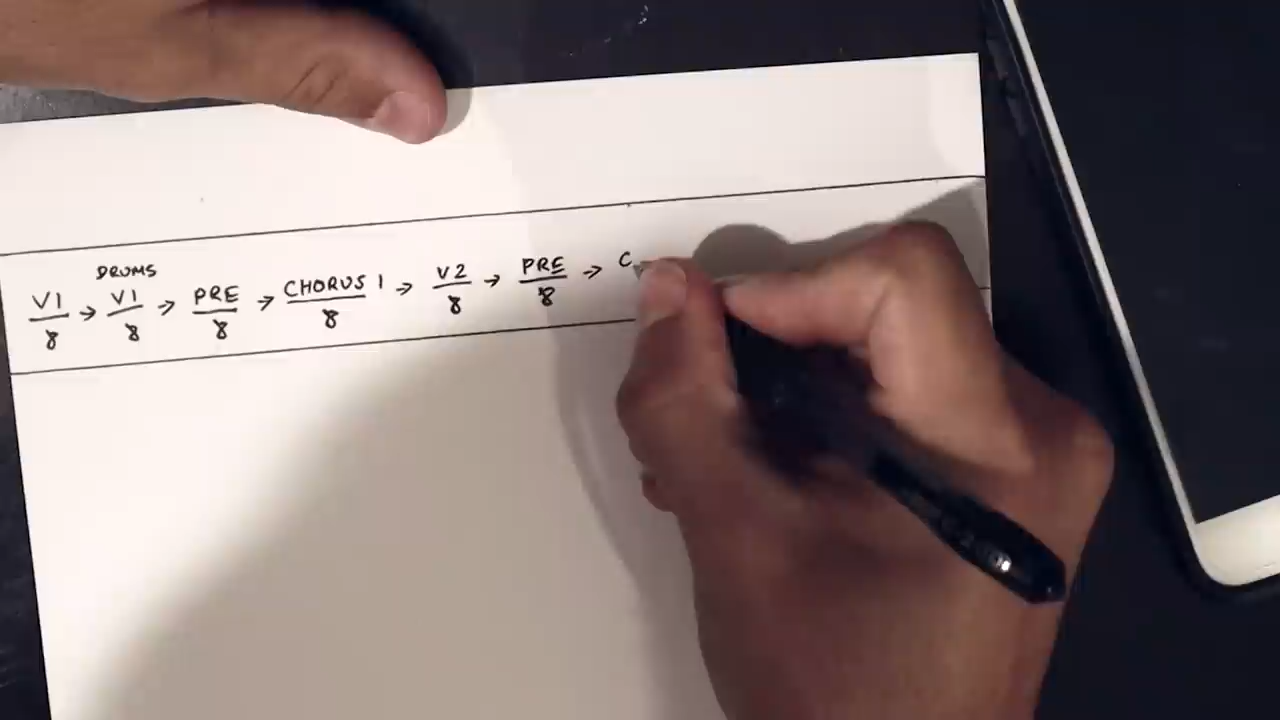 DRUMS
V1 → V1 → PRE → CHORUS 1 → V2 → PRE → C
8 8 8 8 8 8